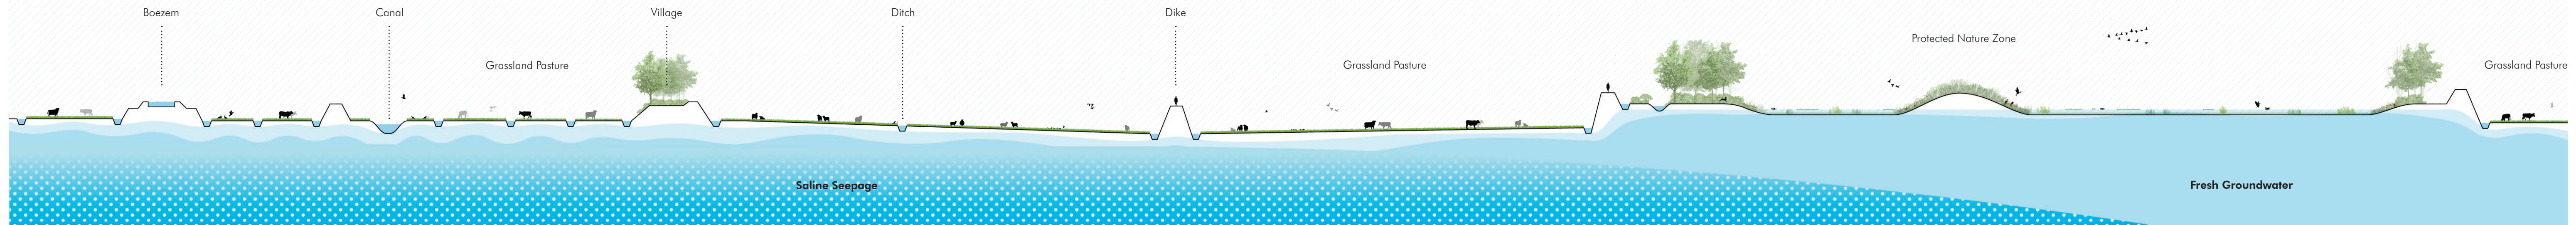 Boezem
Canal
Village
Ditch
Dike
Protected Nature Zone
Grassland Pasture
Grassland Pasture
Grassland Pasture
Saline Seepage
Fresh Groundwater